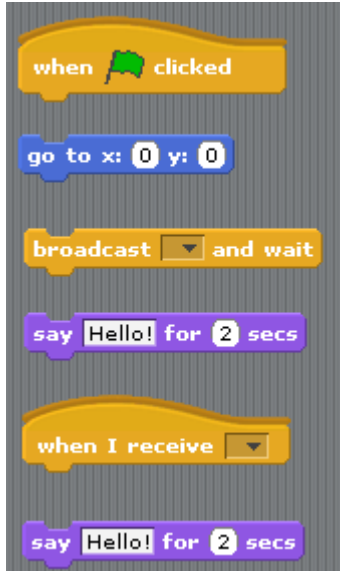 when clicked
go to x: 0 y: 0
broadcast and wait
say Hello! for 2 secs
when I receive
say Hello! for 2 secs